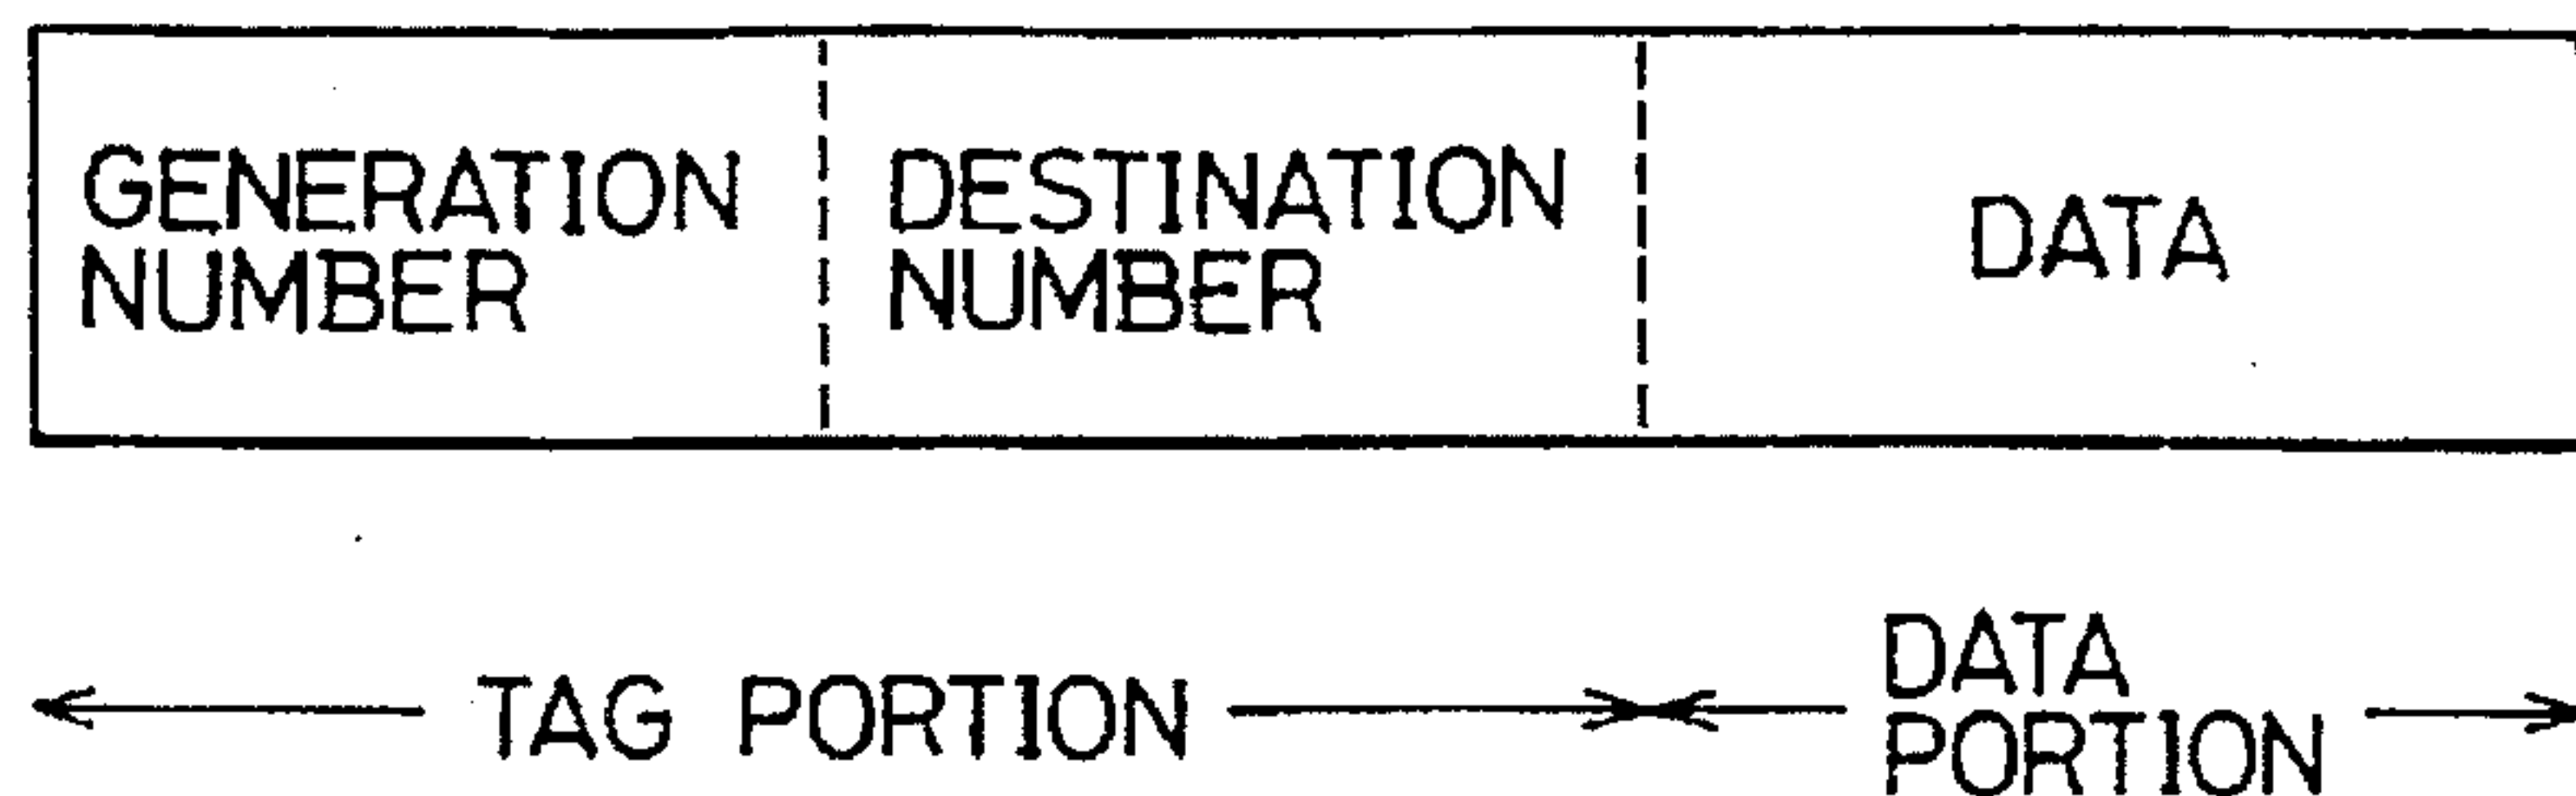 GENERATION
NUMBER
DESTINATION
NUMBER
DATA
TAG PORTION
DATA
PORTION